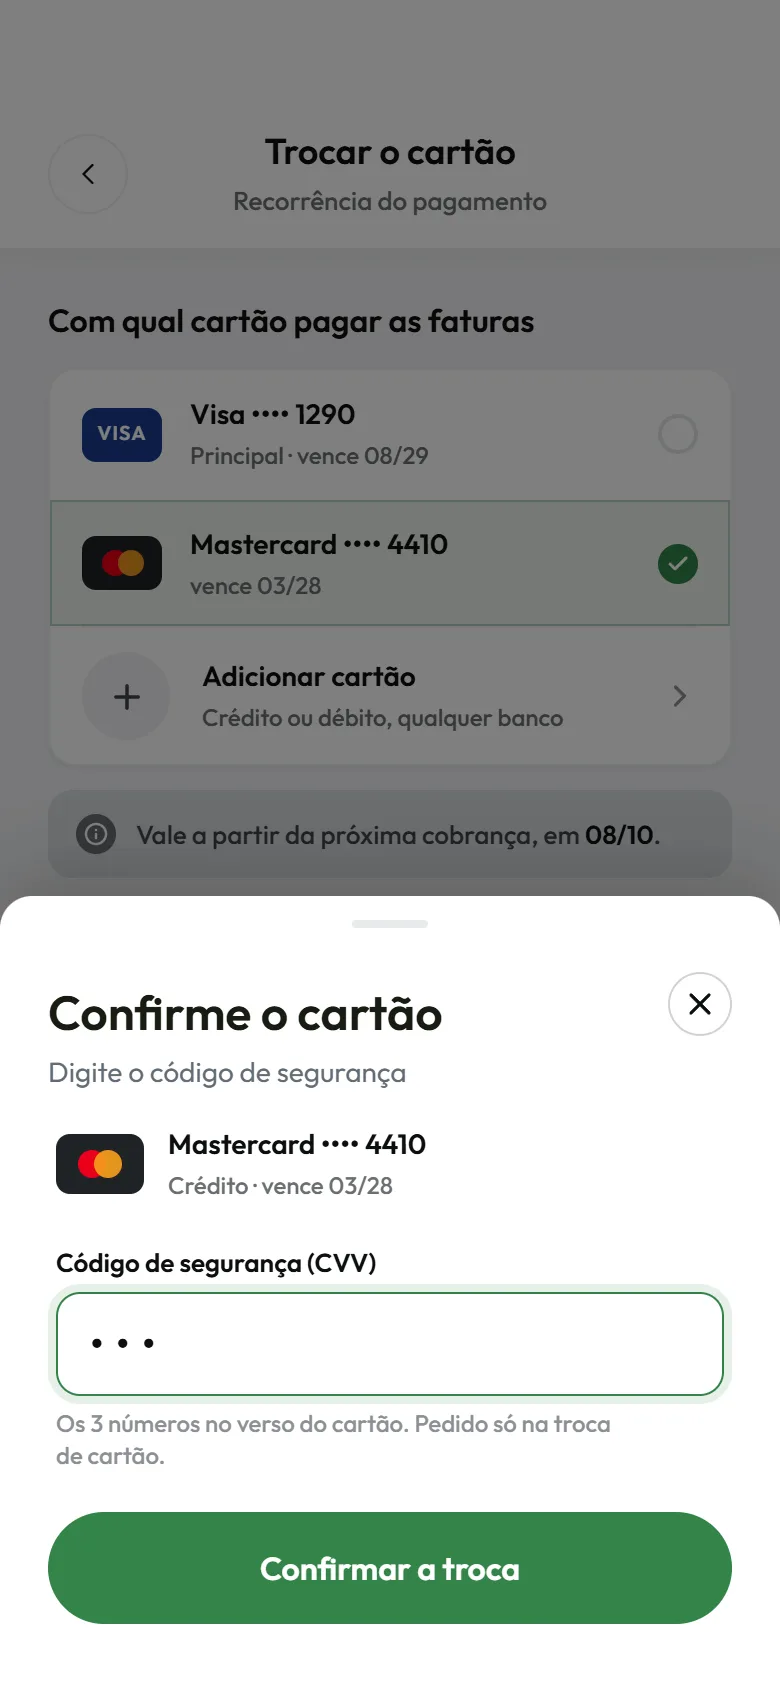 Trocar o cartão
Recorrência do pagamento
Com qual cartão pagar as faturas
VISA
Visa •••• 1290
Principal · vence 08/29
Mastercard •••• 4410
vence 03/28
Adicionar cartão
Crédito ou débito, qualquer banco
Vale a partir da próxima cobrança, em 08/10.
Confirme o cartão
Digite o código de segurança
Mastercard •••• 4410
Crédito · vence 03/28
Código de segurança (CVV)
• • •
Os 3 números no verso do cartão. Pedido só na troca
de cartão.
Confirmar a troca